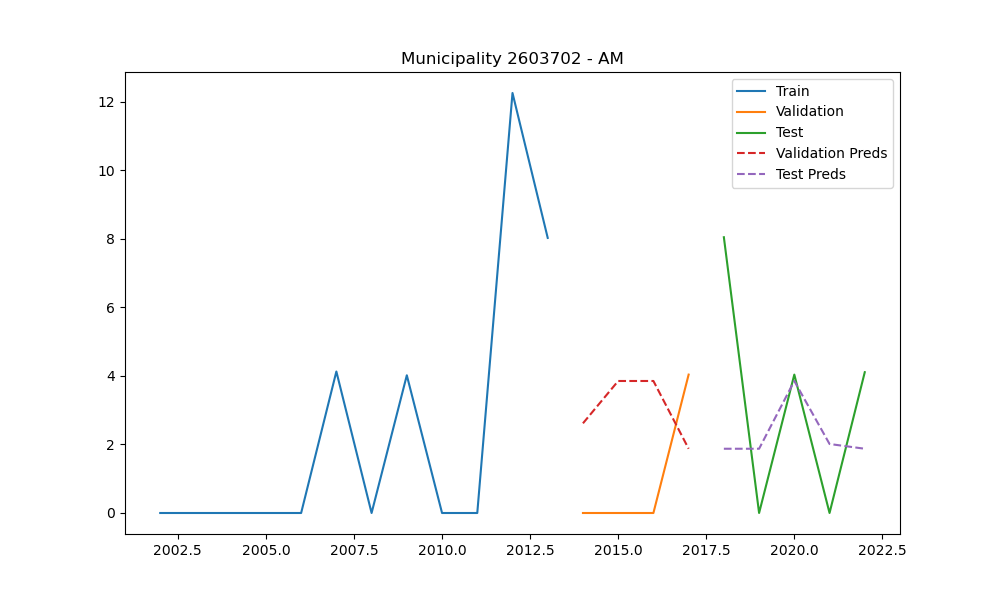 Municipality 2603702 - AM
Train
Validation
Test
Validation Preds
Test Preds
12
10
8
6
4
2
0
2002.5 2005.0 2007.5 2010.0 2012.5 2015.0 2017.5 2020.0 2022.5